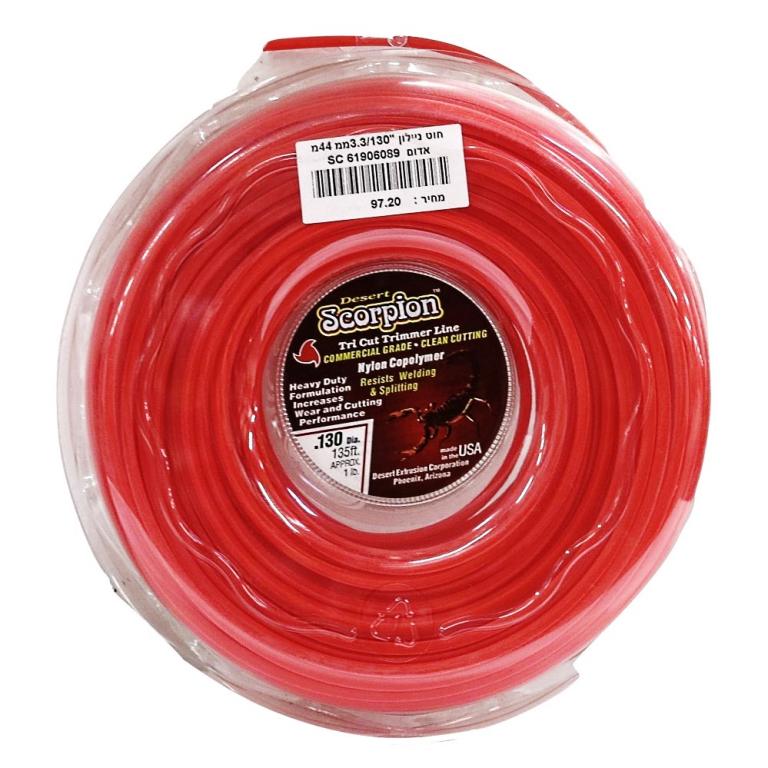 חוט ניילון "3.3/130ממ 44מ
אדום SC 61906089
מחיר : 97.20
Desert
Scorpion™
Tri Cut Trimmer Line
COMMERCIAL GRADE • CLEAN CUTTING
Nylon Copolymer
Heavy Duty
Formulation
Increases
Wear and Cutting
Performance
Resists Welding
& Splitting
.130 Dia.
135ft.
APPROX.
1 lb.
made
in the USA
Desert Extrusion Corporation
Phoenix, Arizona